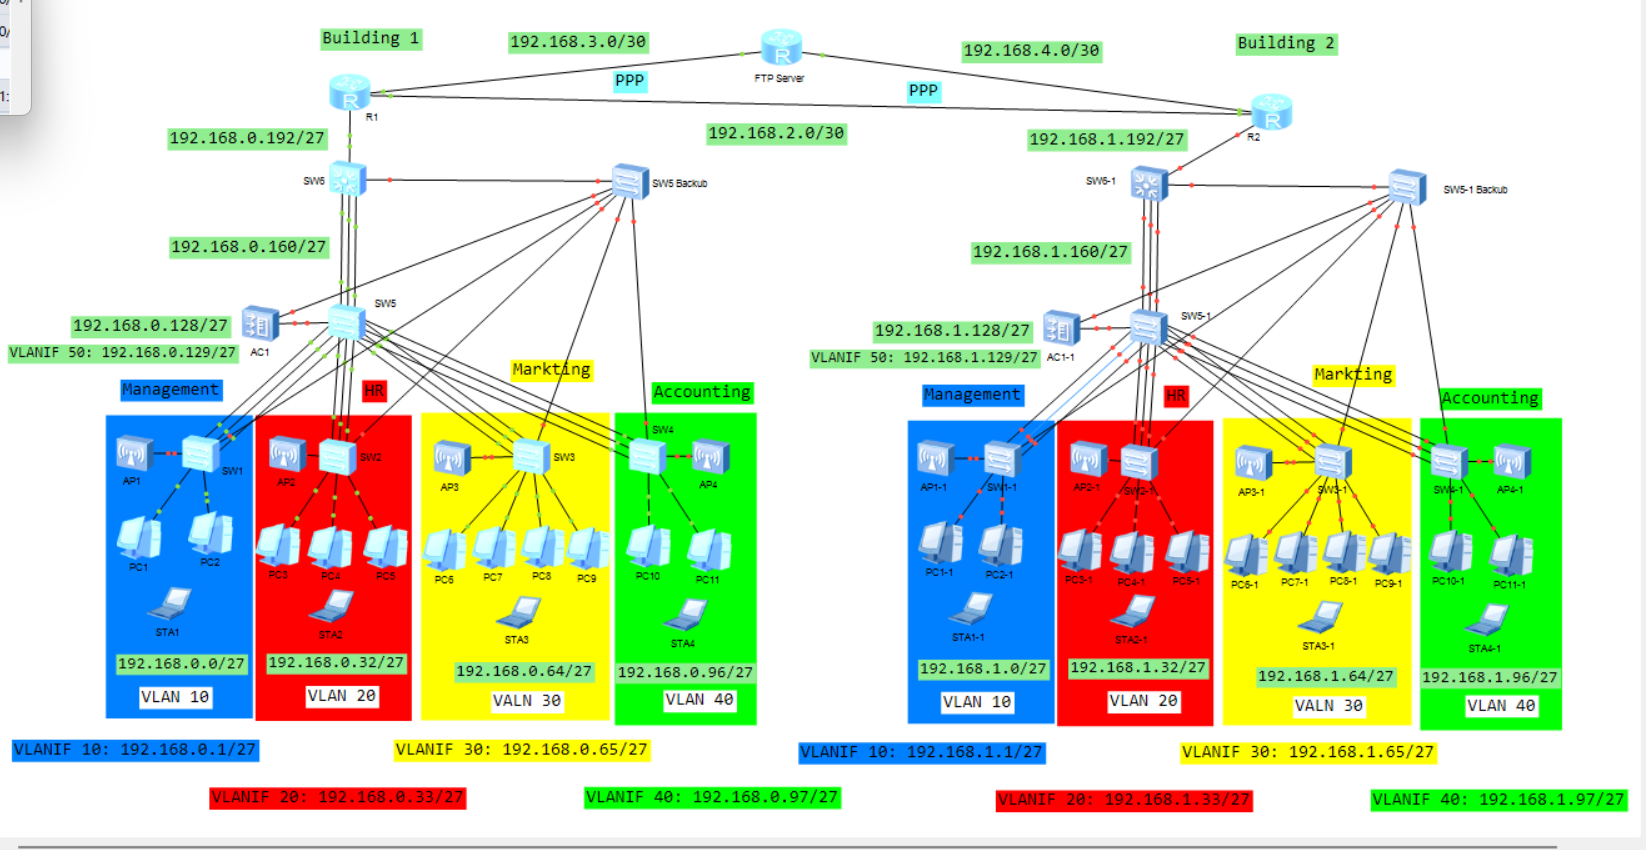 Building 1
192.168.3.0/30
192.168.4.0/30
Building 2
FTP Server
PPP
PPP
R1
R2
192.168.0.192/27
192.168.2.0/30
192.168.1.192/27
SW6
SW5 Backub
SW6-1
SW5-1 Backub
192.168.0.160/27
192.168.1.160/27
SW5
SW5-1
192.168.0.128/27
AC1
192.168.1.128/27
AC1-1
VLANIF 50: 192.168.0.129/27
VLANIF 50: 192.168.1.129/27
Management
HR
Markting
Accounting
Management
HR
Markting
Accounting
AP1
SW1
AP2
SW2
AP3
SW3
SW4
AP4
AP1-1
SW1-1
AP2-1
SW2-1
AP3-1
SW3-1
SW4-1
AP4-1
PC1
PC2
PC3
PC4
PC5
PC6
PC7
PC8
PC9
PC10
PC11
PC1-1
PC2-1
PC3-1
PC4-1
PC5-1
PC6-1
PC7-1
PC8-1
PC9-1
PC10-1
PC11-1
STA1
STA2
STA3
STA4
STA1-1
STA2-1
STA3-1
STA4-1
192.168.0.0/27
192.168.0.32/27
192.168.0.64/27
192.168.0.96/27
192.168.1.0/27
192.168.1.32/27
192.168.1.64/27
192.168.1.96/27
VLAN 10
VLAN 20
VALN 30
VLAN 40
VLAN 10
VLAN 20
VALN 30
VLAN 40
VLANIF 10: 192.168.0.1/27
VLANIF 30: 192.168.0.65/27
VLANIF 10: 192.168.1.1/27
VLANIF 30: 192.168.1.65/27
VLANIF 20: 192.168.0.33/27
VLANIF 40: 192.168.0.97/27
VLANIF 20: 192.168.1.33/27
VLANIF 40: 192.168.1.97/27